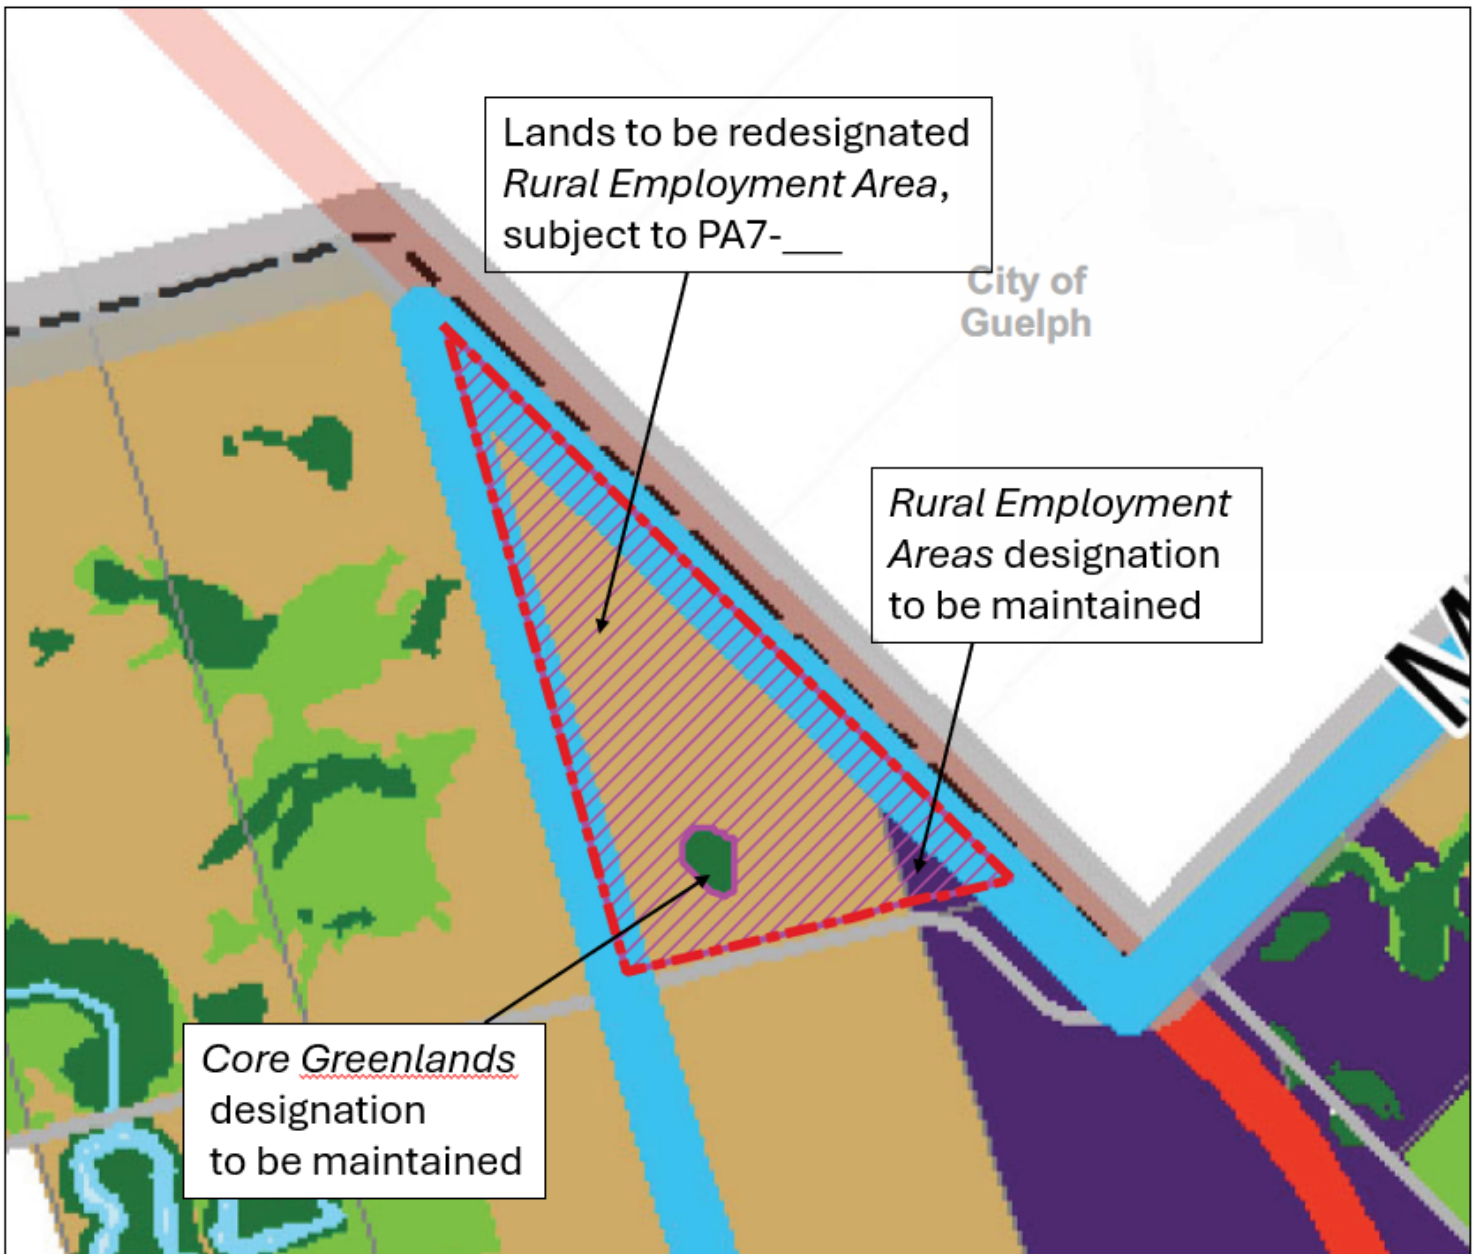 Lands to be redesignated
Rural Employment Area,
subject to PA7-___
City of
Guelph
Rural Employment
Areas designation
to be maintained
M
Core Greenlands
designation
to be maintained